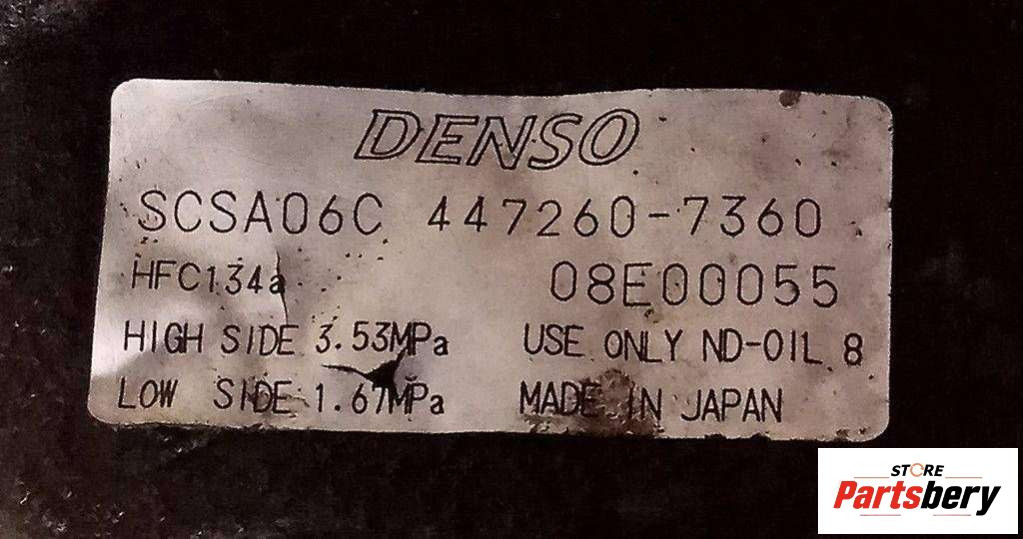 DENSO
SCSA06C 447260-7360
HFC134a 08E00055
HIGH SIDE 3.53MPa USE ONLY ND-OIL 8
LOW SIDE 1.67MPa MADE IN JAPAN
STORE
Partsbery